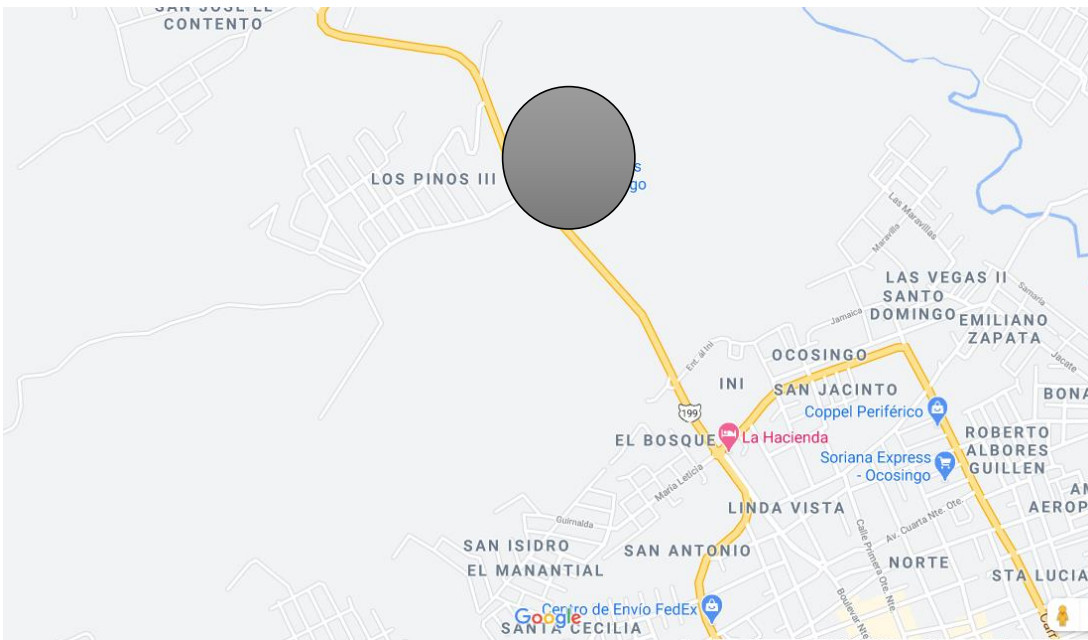 SAN JOSE EL
CONTENTO
LOS PINOS III
s
go
Las Maravillas
Maravilla
LAS VEGAS II
SANTO
DOMINGO
Samaria
Jamaica
EMILIANO
ZAPATA
Ent. al Ini
OCOSINGO
Jacate
INI
SAN JACINTO
BONA
199
Coppel Periférico
EL BOSQUE
La Hacienda
ROBERTO
ALBORES
GUILLEN
Soriana Express
- Ocosingo
María Leticia
AM
AEROP
LINDA VISTA
Guirnalda
Av. Cuarta Nte. Ote.
Calle Primera Ote. Nte.
SAN ISIDRO
SAN ANTONIO
EL MANANTIAL
NORTE
STA LUCIA
Centro de Envío FedEx
Google
SANTA CECILIA
Boulevar Nte.